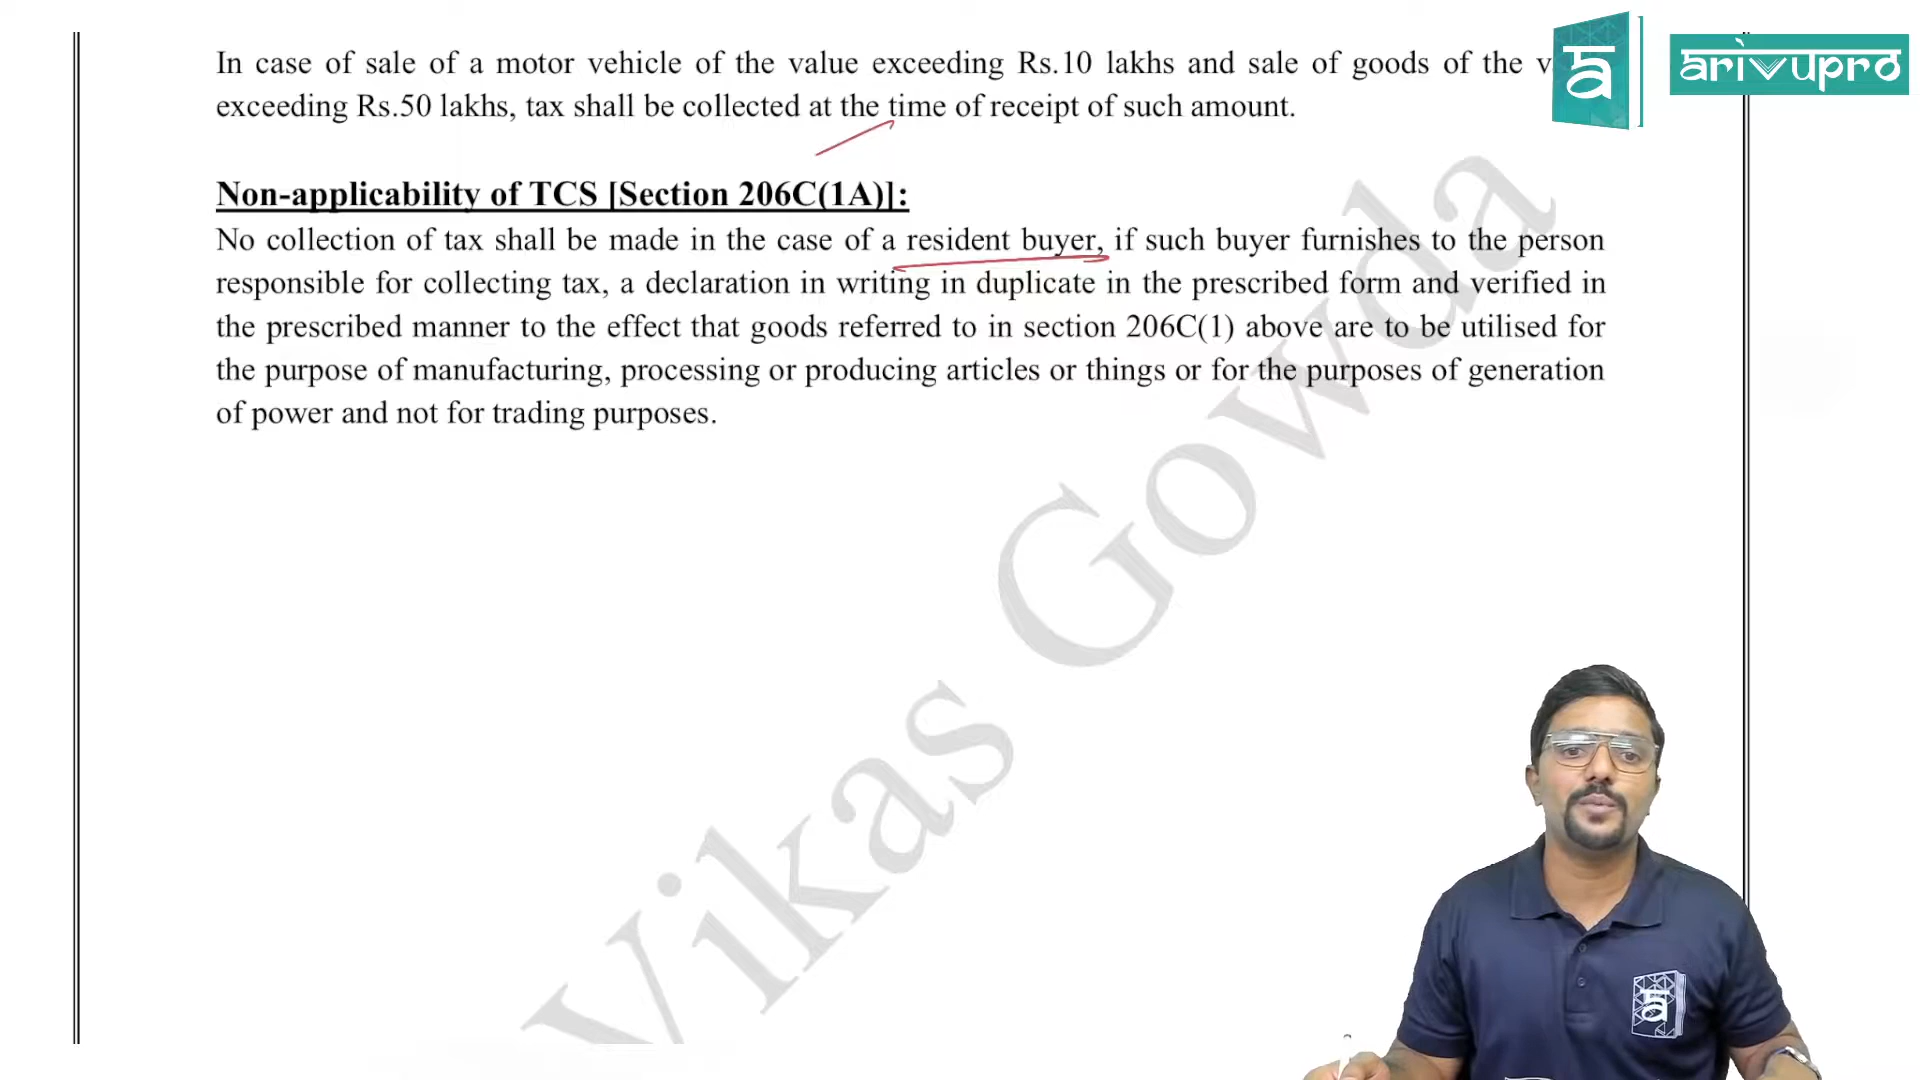 In case of sale of a motor vehicle of the value exceeding Rs.10 lakhs and sale of goods of the v
exceeding Rs.50 lakhs, tax shall be collected at the time of receipt of such amount.
arivupro
Non-applicability of TCS [Section 206C(1A)]:
No collection of tax shall be made in the case of a resident buyer, if such buyer furnishes to the person
responsible for collecting tax, a declaration in writing in duplicate in the prescribed form and verified in
the prescribed manner to the effect that goods referred to in section 206C(1) above are to be utilised for
the purpose of manufacturing, processing or producing articles or things or for the purposes of generation
of power and not for trading purposes.
Vikas Gowda